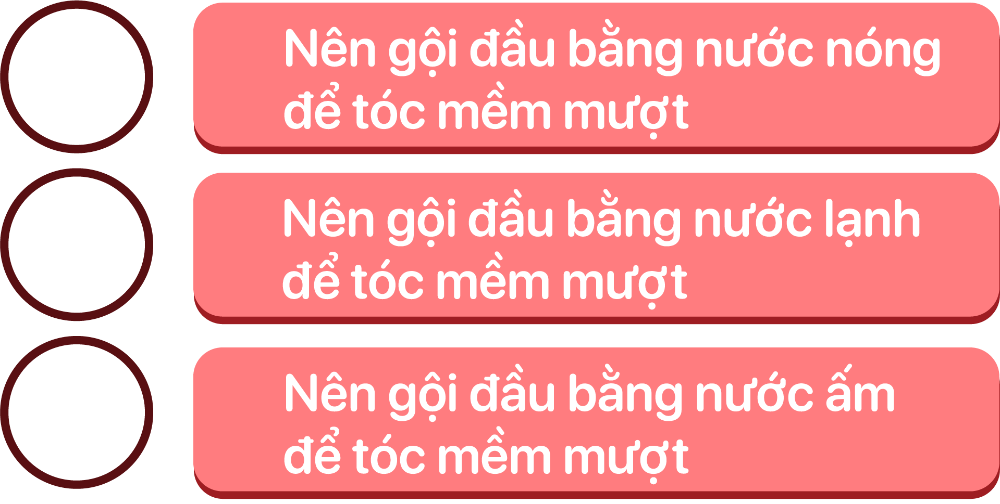 Nên gội đầu bằng nước nóng
để tóc mềm mượt
Nên gội đầu bằng nước lạnh
để tóc mềm mượt
Nên gội đầu bằng nước ấm
để tóc mềm mượt